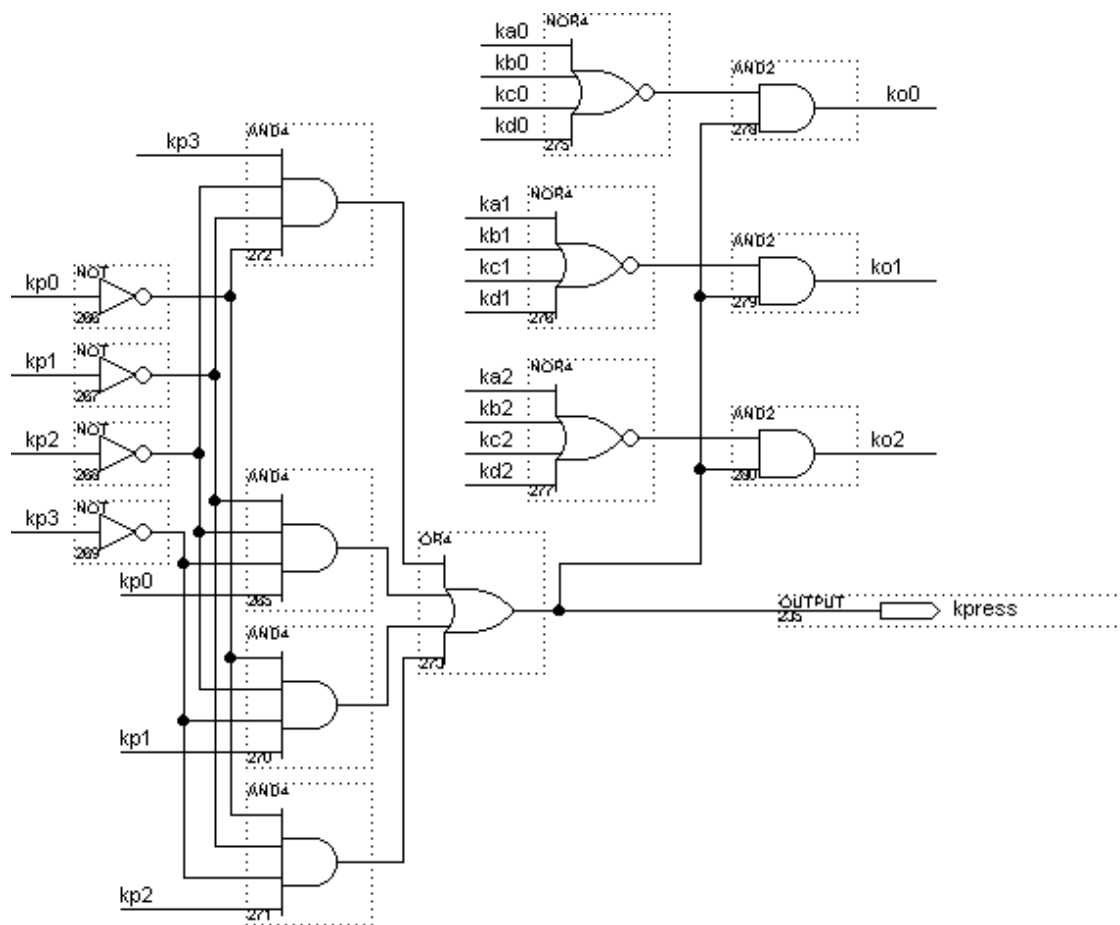 NOR4
ka0
kb0
kc0
kd0
275
AND2
278
ko0
AND4
kp3
272
NOR4
ka1
kb1
kc1
kd1
276
AND2
279
ko1
NOT
kp0
266
NOT
kp1
267
NOT
kp2
268
NOT
kp3
269
NOR4
ka2
kb2
kc2
kd2
277
AND2
280
ko2
AND4
kp0
265
OR4
273
OUTPUT
235
kpress
AND4
kp1
270
AND4
kp2
271